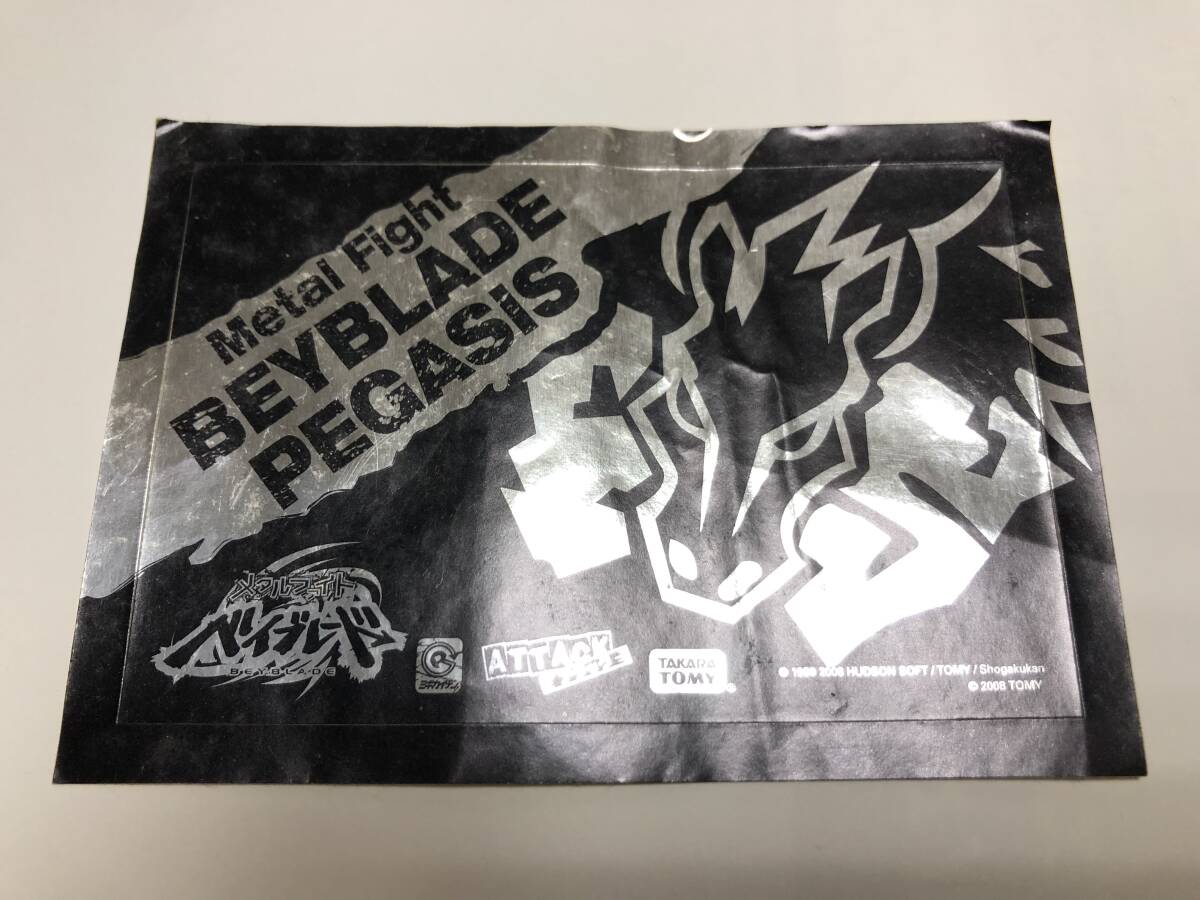 Metal Fight
BEYBLADE
PEGASIS
メタルファイト
ベイブレード
BEYBLADE
R
ATTACK
TAKARA
TOMY
© 1999 2008 HUDSON SOFT / TOMY / Shogakukan
© 2008 TOMY